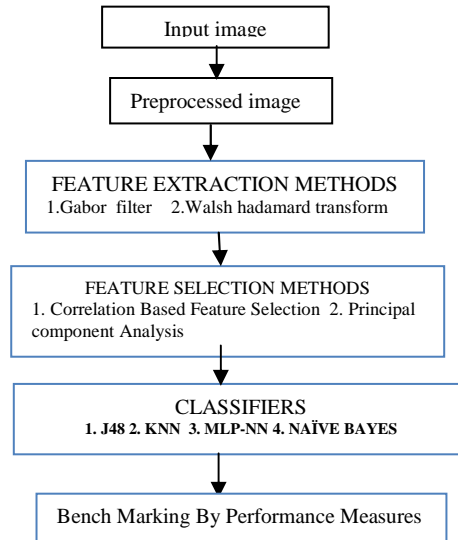 Input image
Preprocessed image
FEATURE EXTRACTION METHODS
1.Gabor filter 2.Walsh hadamard transform
FEATURE SELECTION METHODS
1. Correlation Based Feature Selection 2. Principal
component Analysis
CLASSIFIERS
1. J48 2. KNN 3. MLP-NN 4. NAÏVE BAYES
Bench Marking By Performance Measures